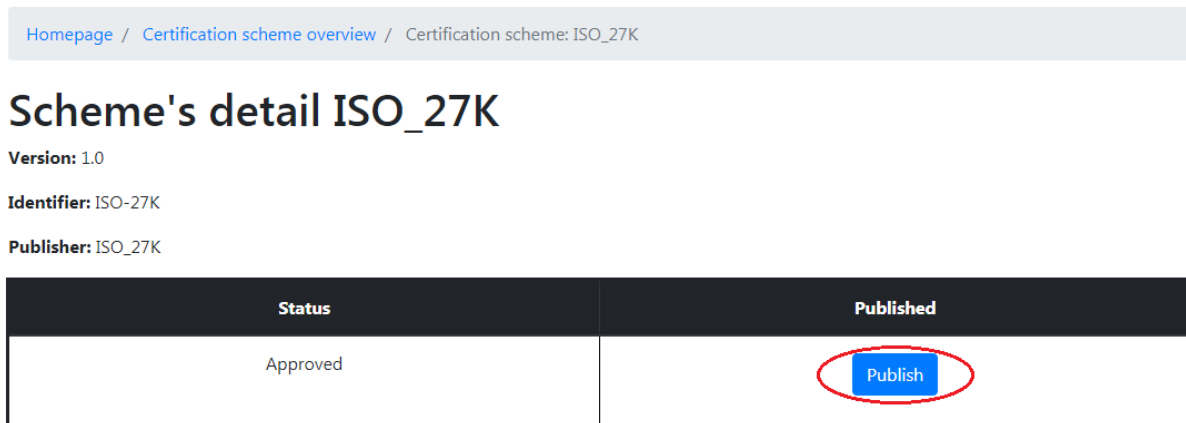 Homepage / Certification scheme overview / Certification scheme: ISO_27K
Scheme's detail ISO_27K
Version: 1.0
Identifier: ISO-27K
Publisher: ISO_27K
Status Published
Approved Publish